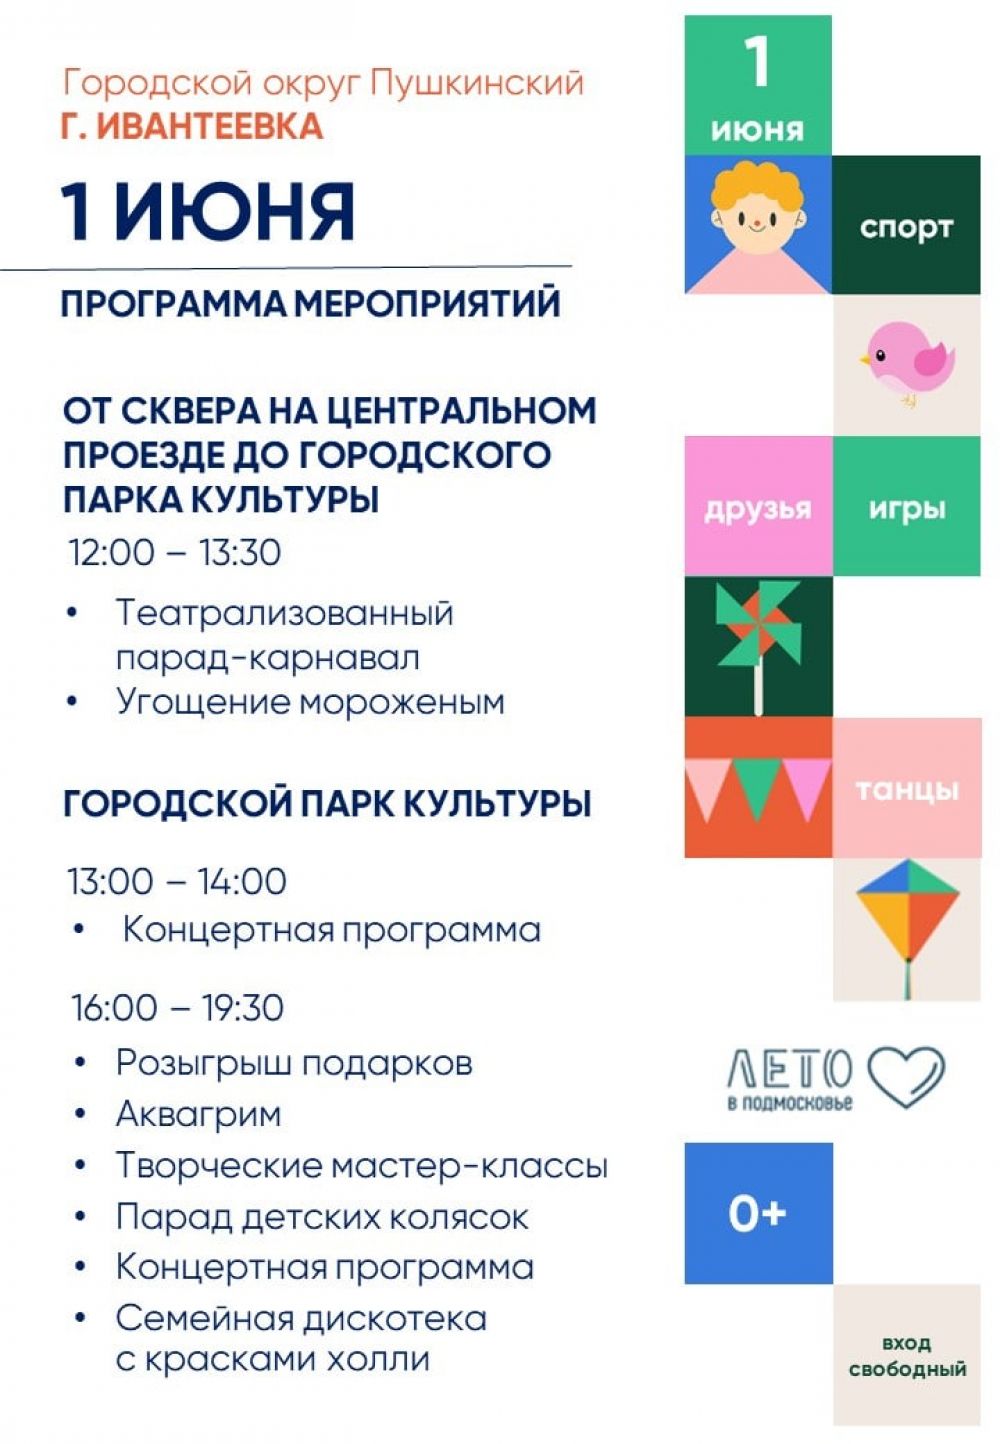 Городской округ Пушкинский
Г. ИВАНТЕЕВКА
1 ИЮНЯ
ПРОГРАММА МЕРОПРИЯТИЙ
ОТ СКВЕРА НА ЦЕНТРАЛЬНОМ
ПРОЕЗДЕ ДО ГОРОДСКОГО
ПАРКА КУЛЬТУРЫ
12:00 – 13:30
• Театрализованный
парад-карнавал
• Угощение мороженым
ГОРОДСКОЙ ПАРК КУЛЬТУРЫ
13:00 – 14:00
• Концертная программа
16:00 – 19:30
• Розыгрыш подарков
• Аквагрим
• Творческие мастер-классы
• Парад детских колясок
• Концертная программа
• Семейная дискотека
с красками холли
1
июня
спорт
друзья
игры
танцы
ЛЕТО
В ПОДМОСКОВЬЕ
0+
вход
свободный